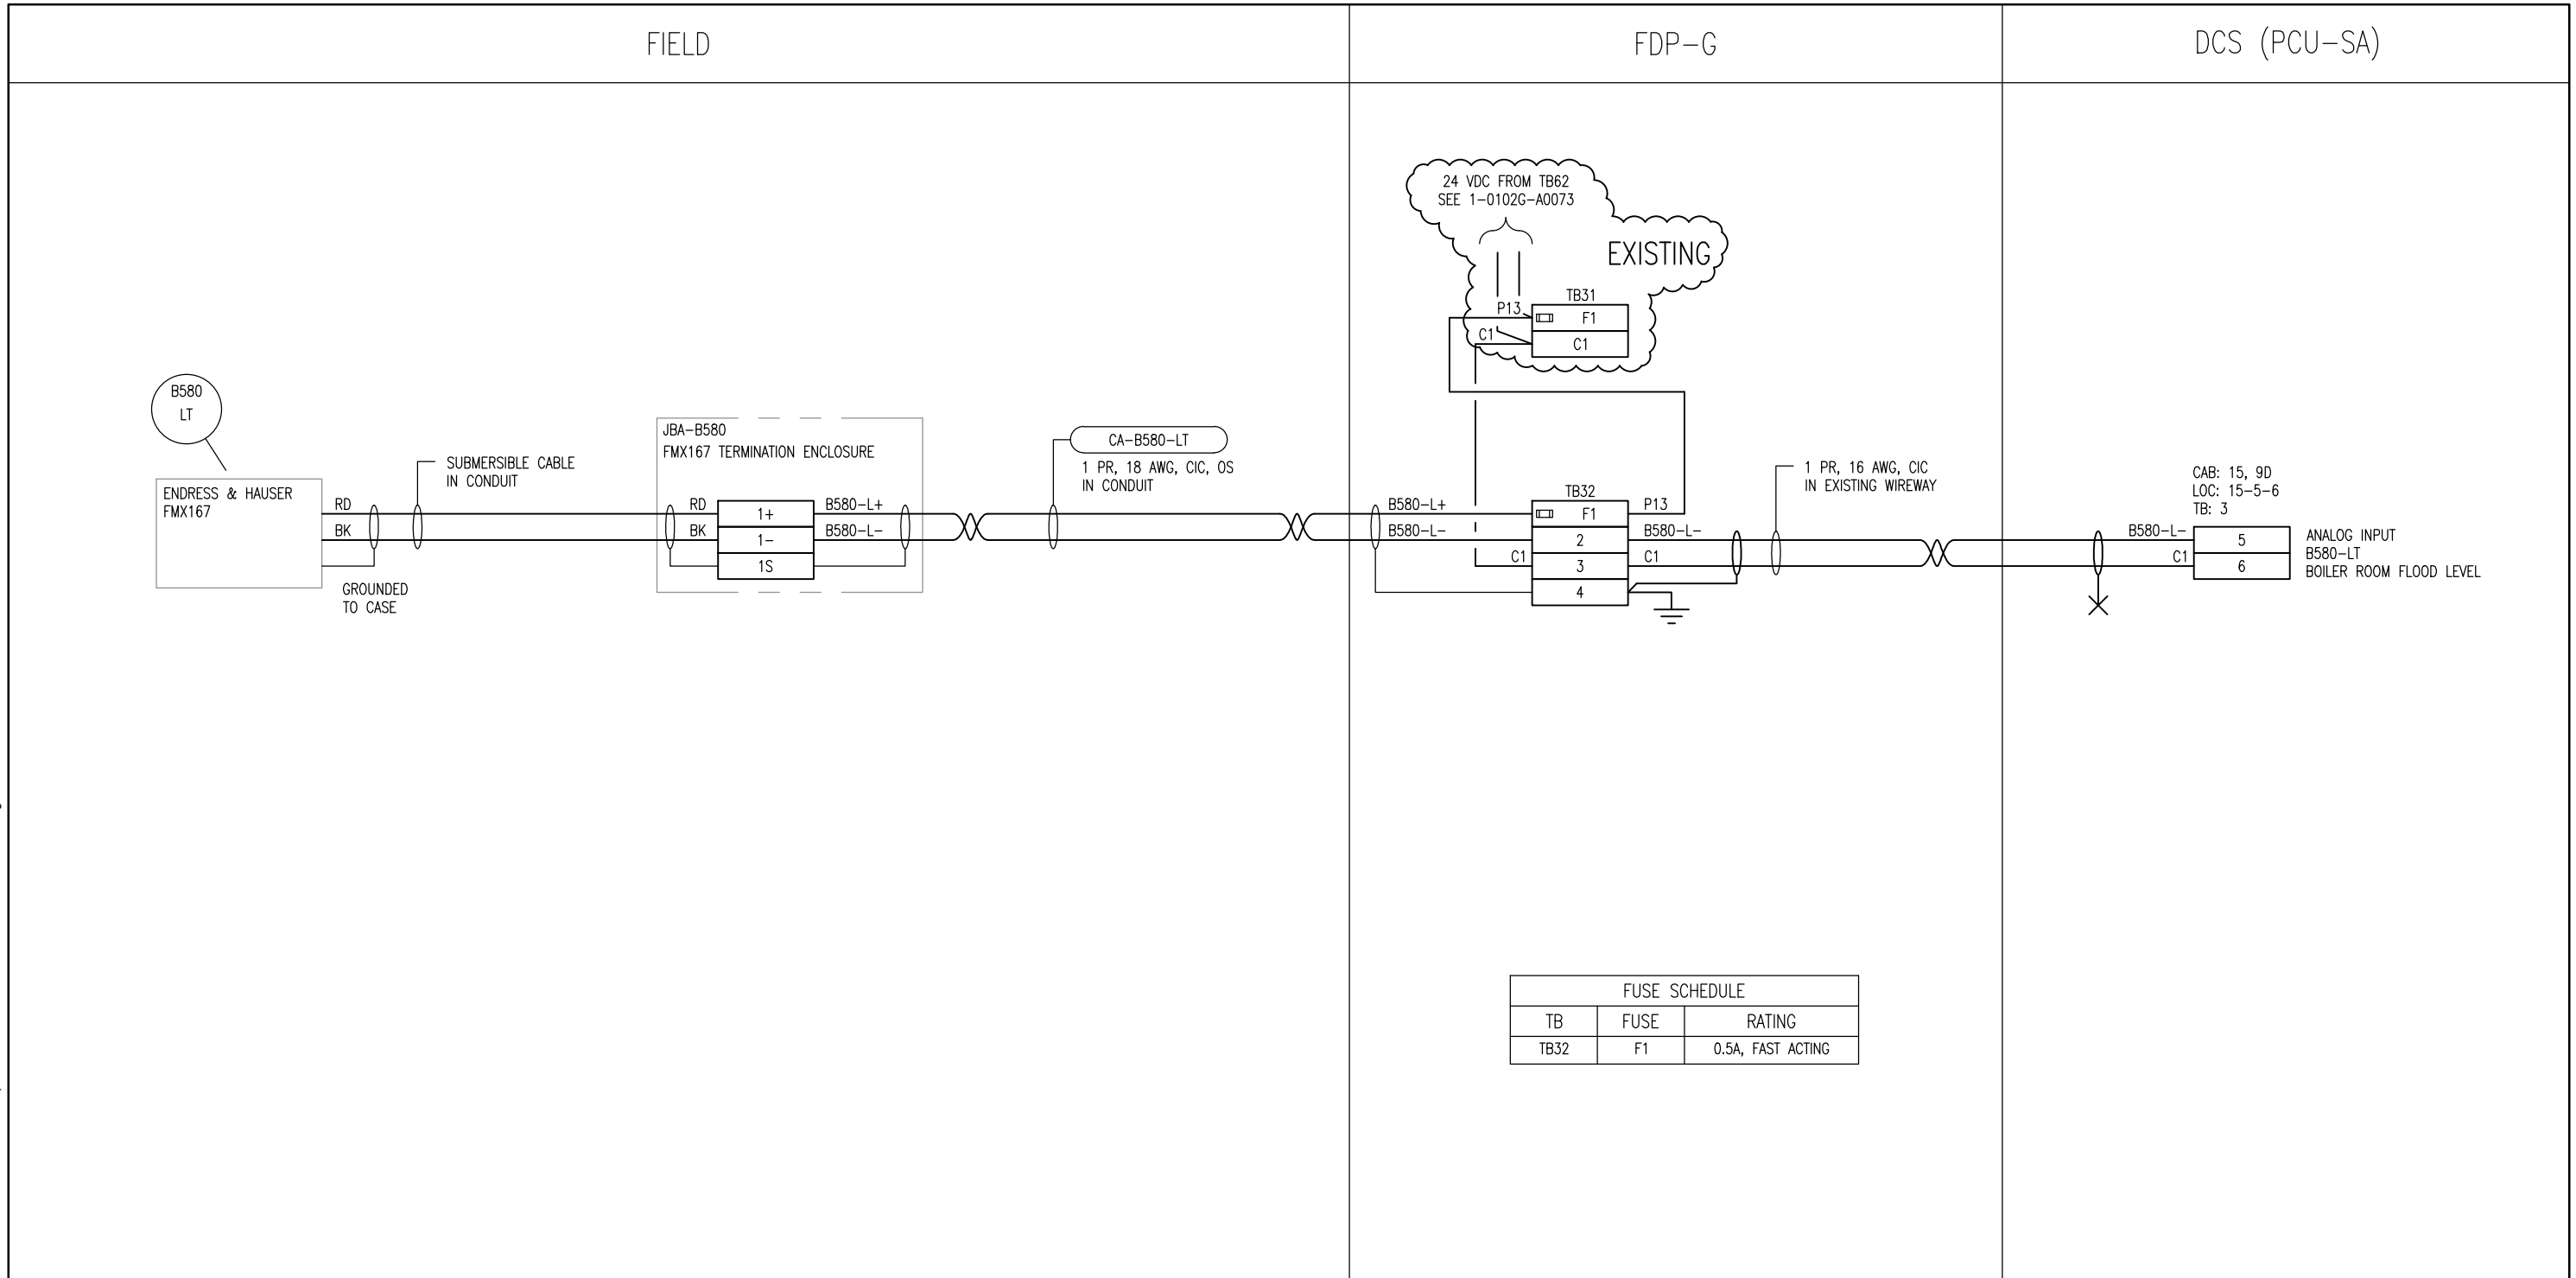 FIELD
FDP-G
DCS (PCU-SA)
24 VDC FROM TB62
SEE 1-0102G-A0073
EXISTING
TB31
P13
F1
C1
C1
B580
LT
ENDRESS & HAUSER
FMX167
RD
BK
GROUNDED
TO CASE
SUBMERSIBLE CABLE
IN CONDUIT
JBA-B580
FMX167 TERMINATION ENCLOSURE
RD
BK
1+
1-
1S
B580-L+
B580-L-
CA-B580-LT
1 PR, 18 AWG, CIC, OS
IN CONDUIT
B580-L+
B580-L-
C1
TB32
F1
2
3
4
P13
B580-L-
C1
1 PR, 16 AWG, CIC
IN EXISTING WIREWAY
CAB: 15, 9D
LOC: 15-5-6
TB: 3
B580-L-
C1
5
6
ANALOG INPUT
B580-LT
BOILER ROOM FLOOD LEVEL
FUSE SCHEDULE
TB FUSE RATING
TB32 F1 0.5A, FAST ACTING